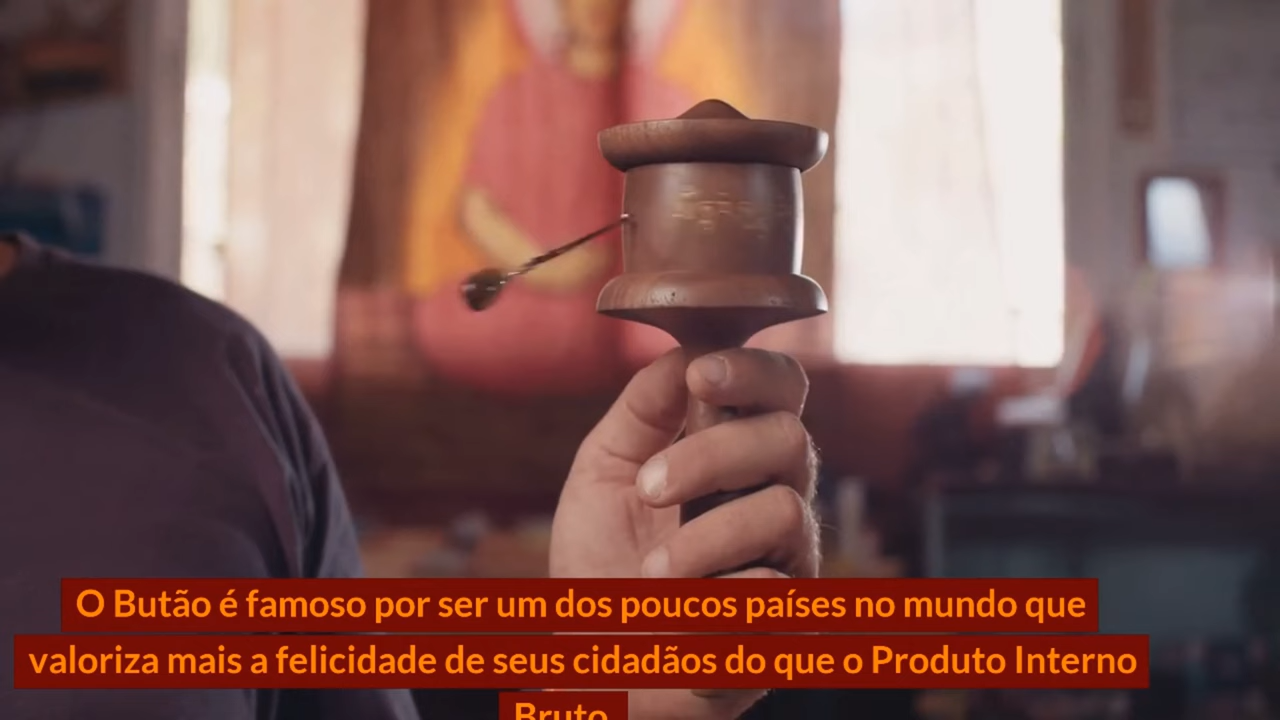 O Butão é famoso por ser um dos poucos países no mundo que
valoriza mais a felicidade de seus cidadãos do que o Produto Interno
Bruto